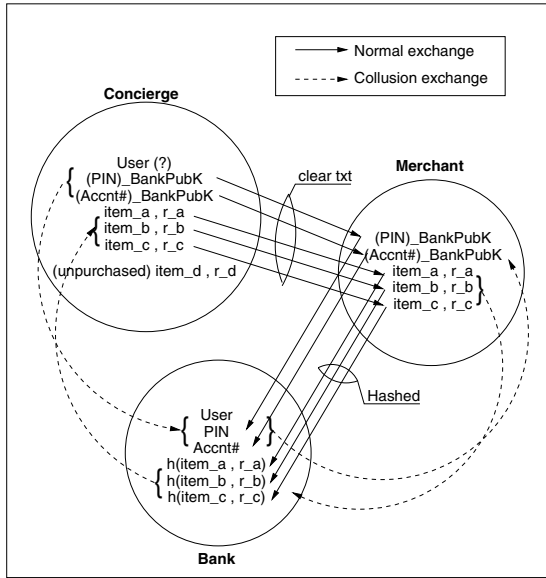 Normal exchange
Collusion exchange
Concierge
User (?)
(PIN)_BankPubK
(Accnt#)_BankPubK
item_a , r_a
item_b , r_b
item_c , r_c
(unpurchased) item_d , r_d
clear txt
Merchant
(PIN)_BankPubK
(Accnt#)_BankPubK
item_a , r_a
item_b , r_b
item_c , r_c
Hashed
User
PIN
Accnt#
h(item_a , r_a)
h(item_b , r_b)
h(item_c , r_c)
Bank